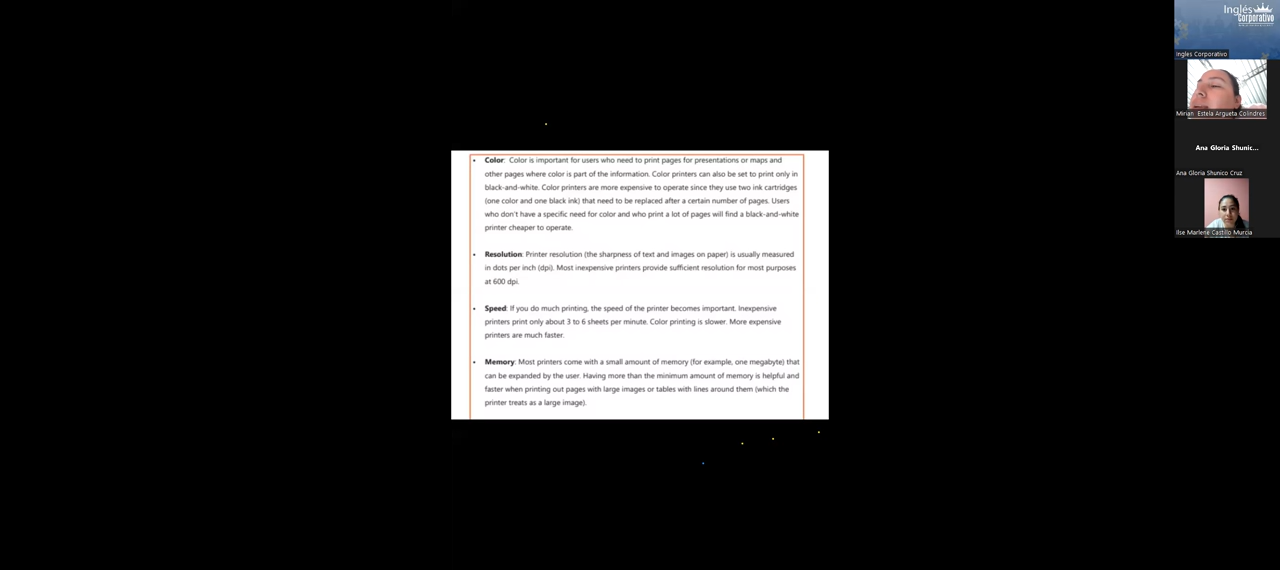 Inglés
Corporativo
Ingles Corporativo
Mirian Estela Argueta Colindres
Ana Gloria Shunic...
Ana Gloria Shunico Cruz
Ilse Marlene Castillo Murcia
• Color: Color is important for users who need to print pages for presentations or maps and
other pages where color is part of the information. Color printers can also be set to print only in
black-and-white. Color printers are more expensive to operate since they use two ink cartridges
(one color and one black ink) that need to be replaced after a certain number of pages. Users
who don't have a specific need for color and who print a lot of pages will find a black-and-white
printer cheaper to operate.
• Resolution: Printer resolution (the sharpness of text and images on paper) is usually measured
in dots per inch (dpi). Most inexpensive printers provide sufficient resolution for most purposes
at 600 dpi.
• Speed: If you do much printing, the speed of the printer becomes important. Inexpensive
printers print only about 3 to 6 sheets per minute. Color printing is slower. More expensive
printers are much faster.
• Memory: Most printers come with a small amount of memory (for example, one megabyte) that
can be expanded by the user. Having more than the minimum amount of memory is helpful and
faster when printing out pages with large images or tables with lines around them (which the
printer treats as a large image).